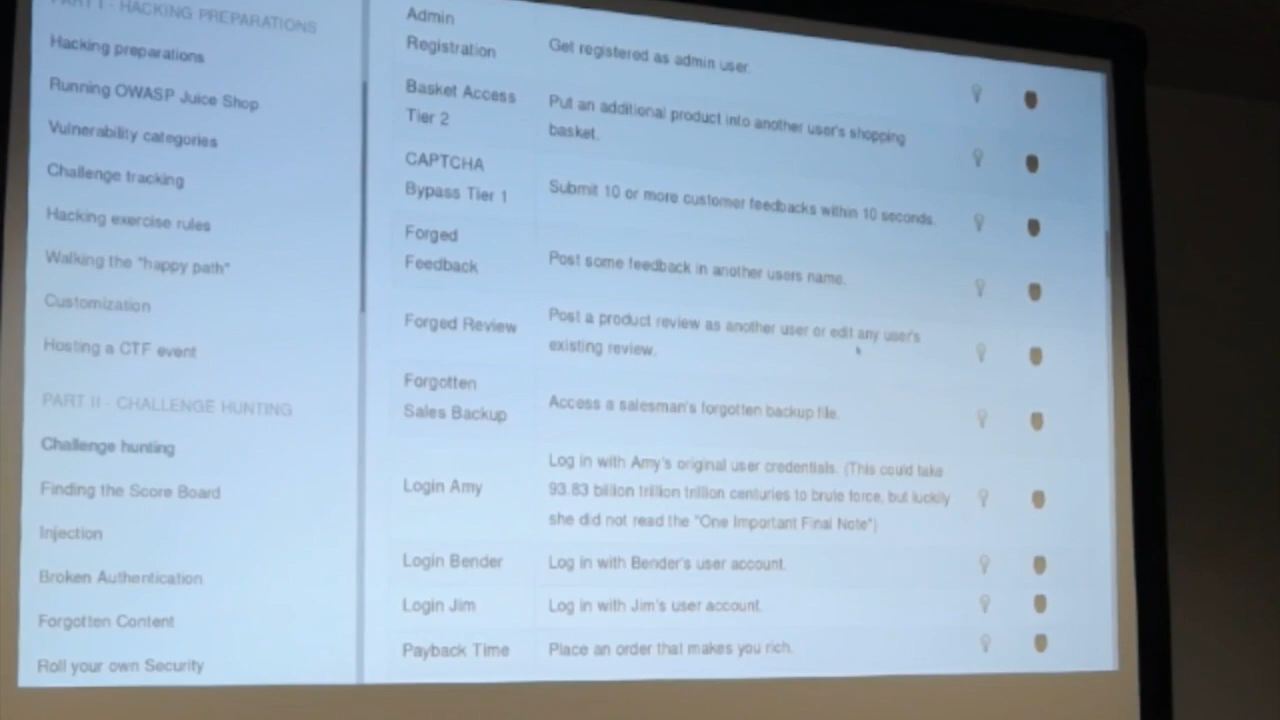 PART I - HACKING PREPARATIONS
Hacking preparations
Running OWASP Juice Shop
Vulnerability categories
Challenge tracking
Hacking exercise rules
Walking the "happy path"
Customization
Hosting a CTF event
PART II - CHALLENGE HUNTING
Challenge hunting
Finding the Score Board
Injection
Broken Authentication
Forgotten Content
Roll your own Security
Admin
Registration
Get registered as admin user.
Basket Access
Tier 2
Put an additional product into another user's shopping
basket.
CAPTCHA
Bypass Tier 1
Submit 10 or more customer feedbacks within 10 seconds.
Forged
Feedback
Post some feedback in another users name.
Forged Review
Post a product review as another user or edit any user's
existing review.
Forgotten
Sales Backup
Access a salesman's forgotten backup file.
Login Amy
Log in with Amy's original user credentials. (This could take
93.83 billion trillion trillion centuries to brute force, but luckily
she did not read the "One Important Final Note")
Login Bender
Log in with Bender's user account.
Login Jim
Log in with Jim's user account.
Payback Time
Place an order that makes you rich.